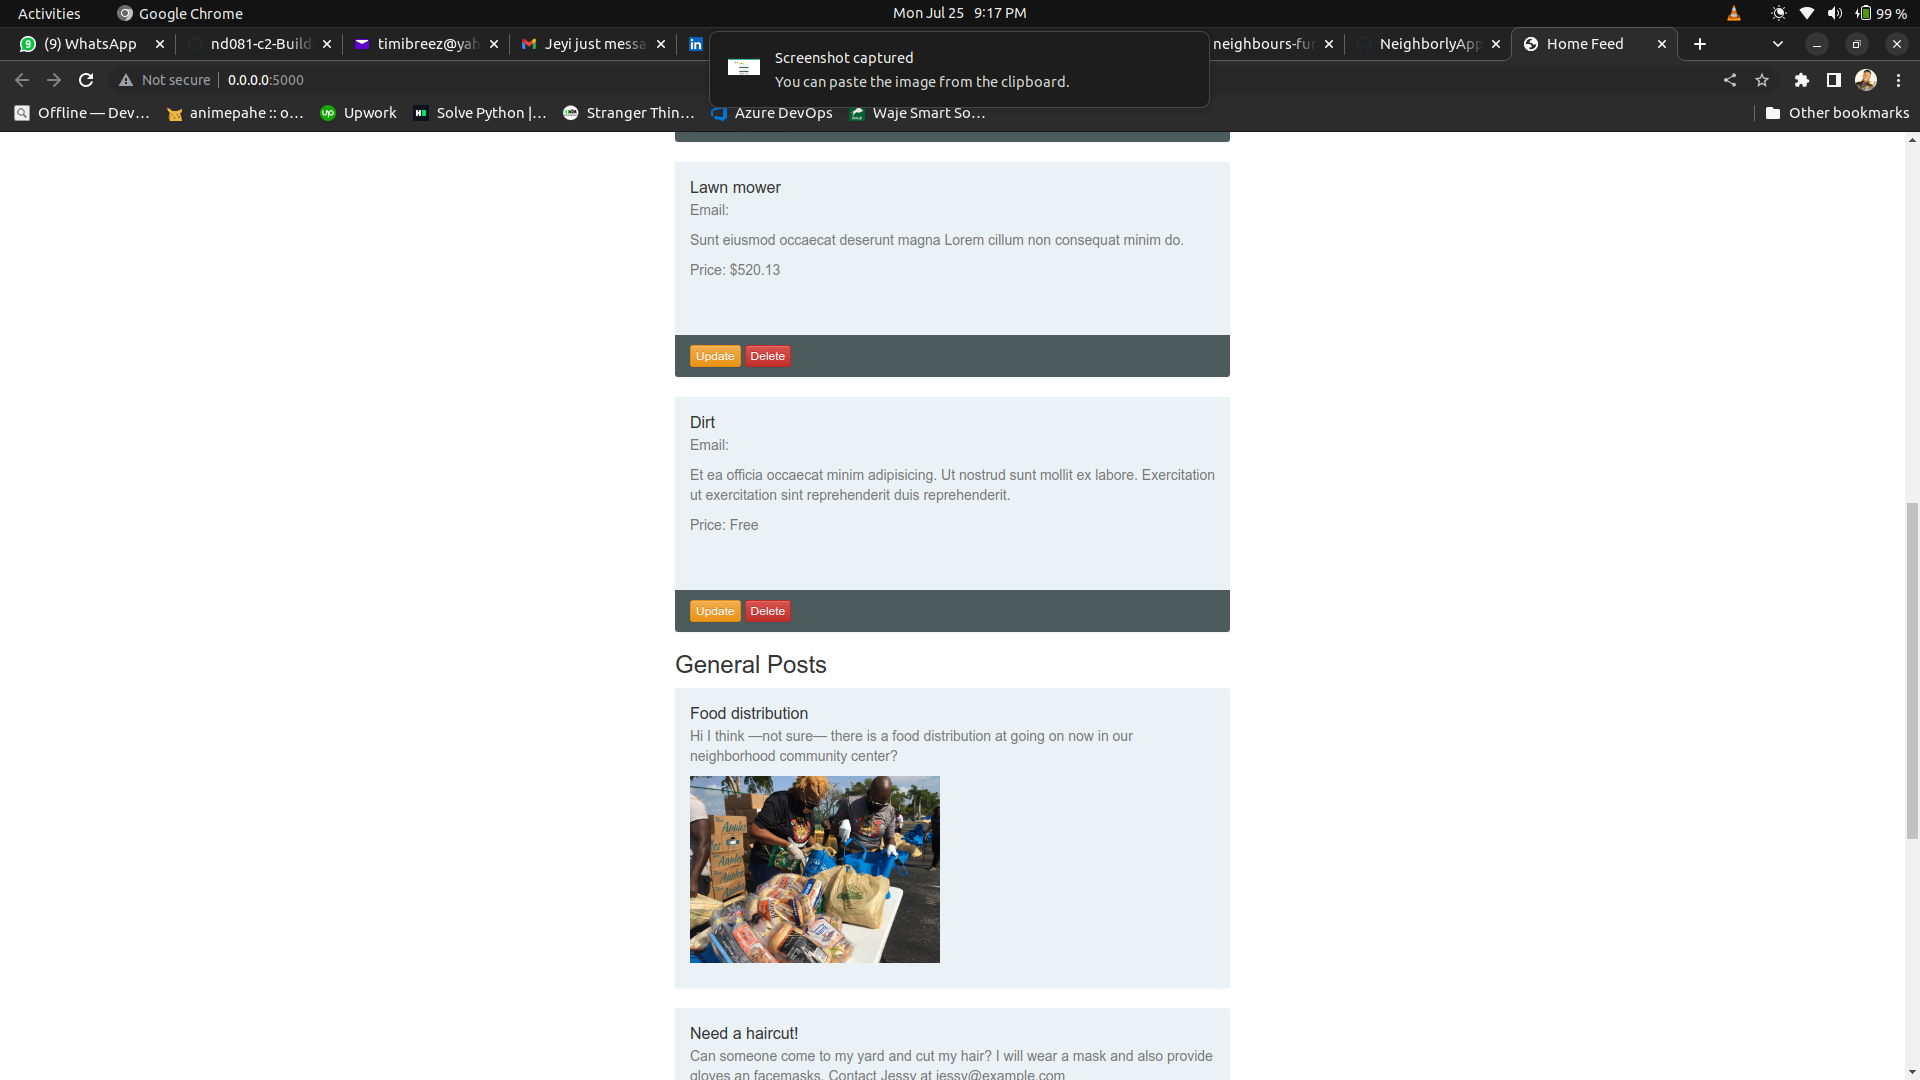 Activities
Google Chrome
Mon Jul 25 9:17 PM
99 %
(9) WhatsApp
nd081-c2-Build
timibreez@yah
Jeyi just messa
Screenshot captured
You can paste the image from the clipboard.
neighbours-fun
NeighborlyApp
Home Feed
Not secure
0.0.0.0:5000
Offline — Dev...
animepahe :: o...
Upwork
Solve Python |...
Stranger Thin...
Azure DevOps
Waje Smart So...
Other bookmarks
Lawn mower
Email:
Sunt eiusmod occaecat deserunt magna Lorem cillum non consequat minim do.
Price: $520.13
Update
Delete
Dirt
Email:
Et ea officia occaecat minim adipisicing. Ut nostrud sunt mollit ex labore. Exercitation
ut exercitation sint reprehenderit duis reprehenderit.
Price: Free
Update
Delete
General Posts
Food distribution
Hi I think —not sure— there is a food distribution at going on now in our
neighborhood community center?
Apples
Apples
Apples
Need a haircut!
Can someone come to my yard and cut my hair? I will wear a mask and also provide
gloves an facemasks. Contact Jessy at jessy@example.com